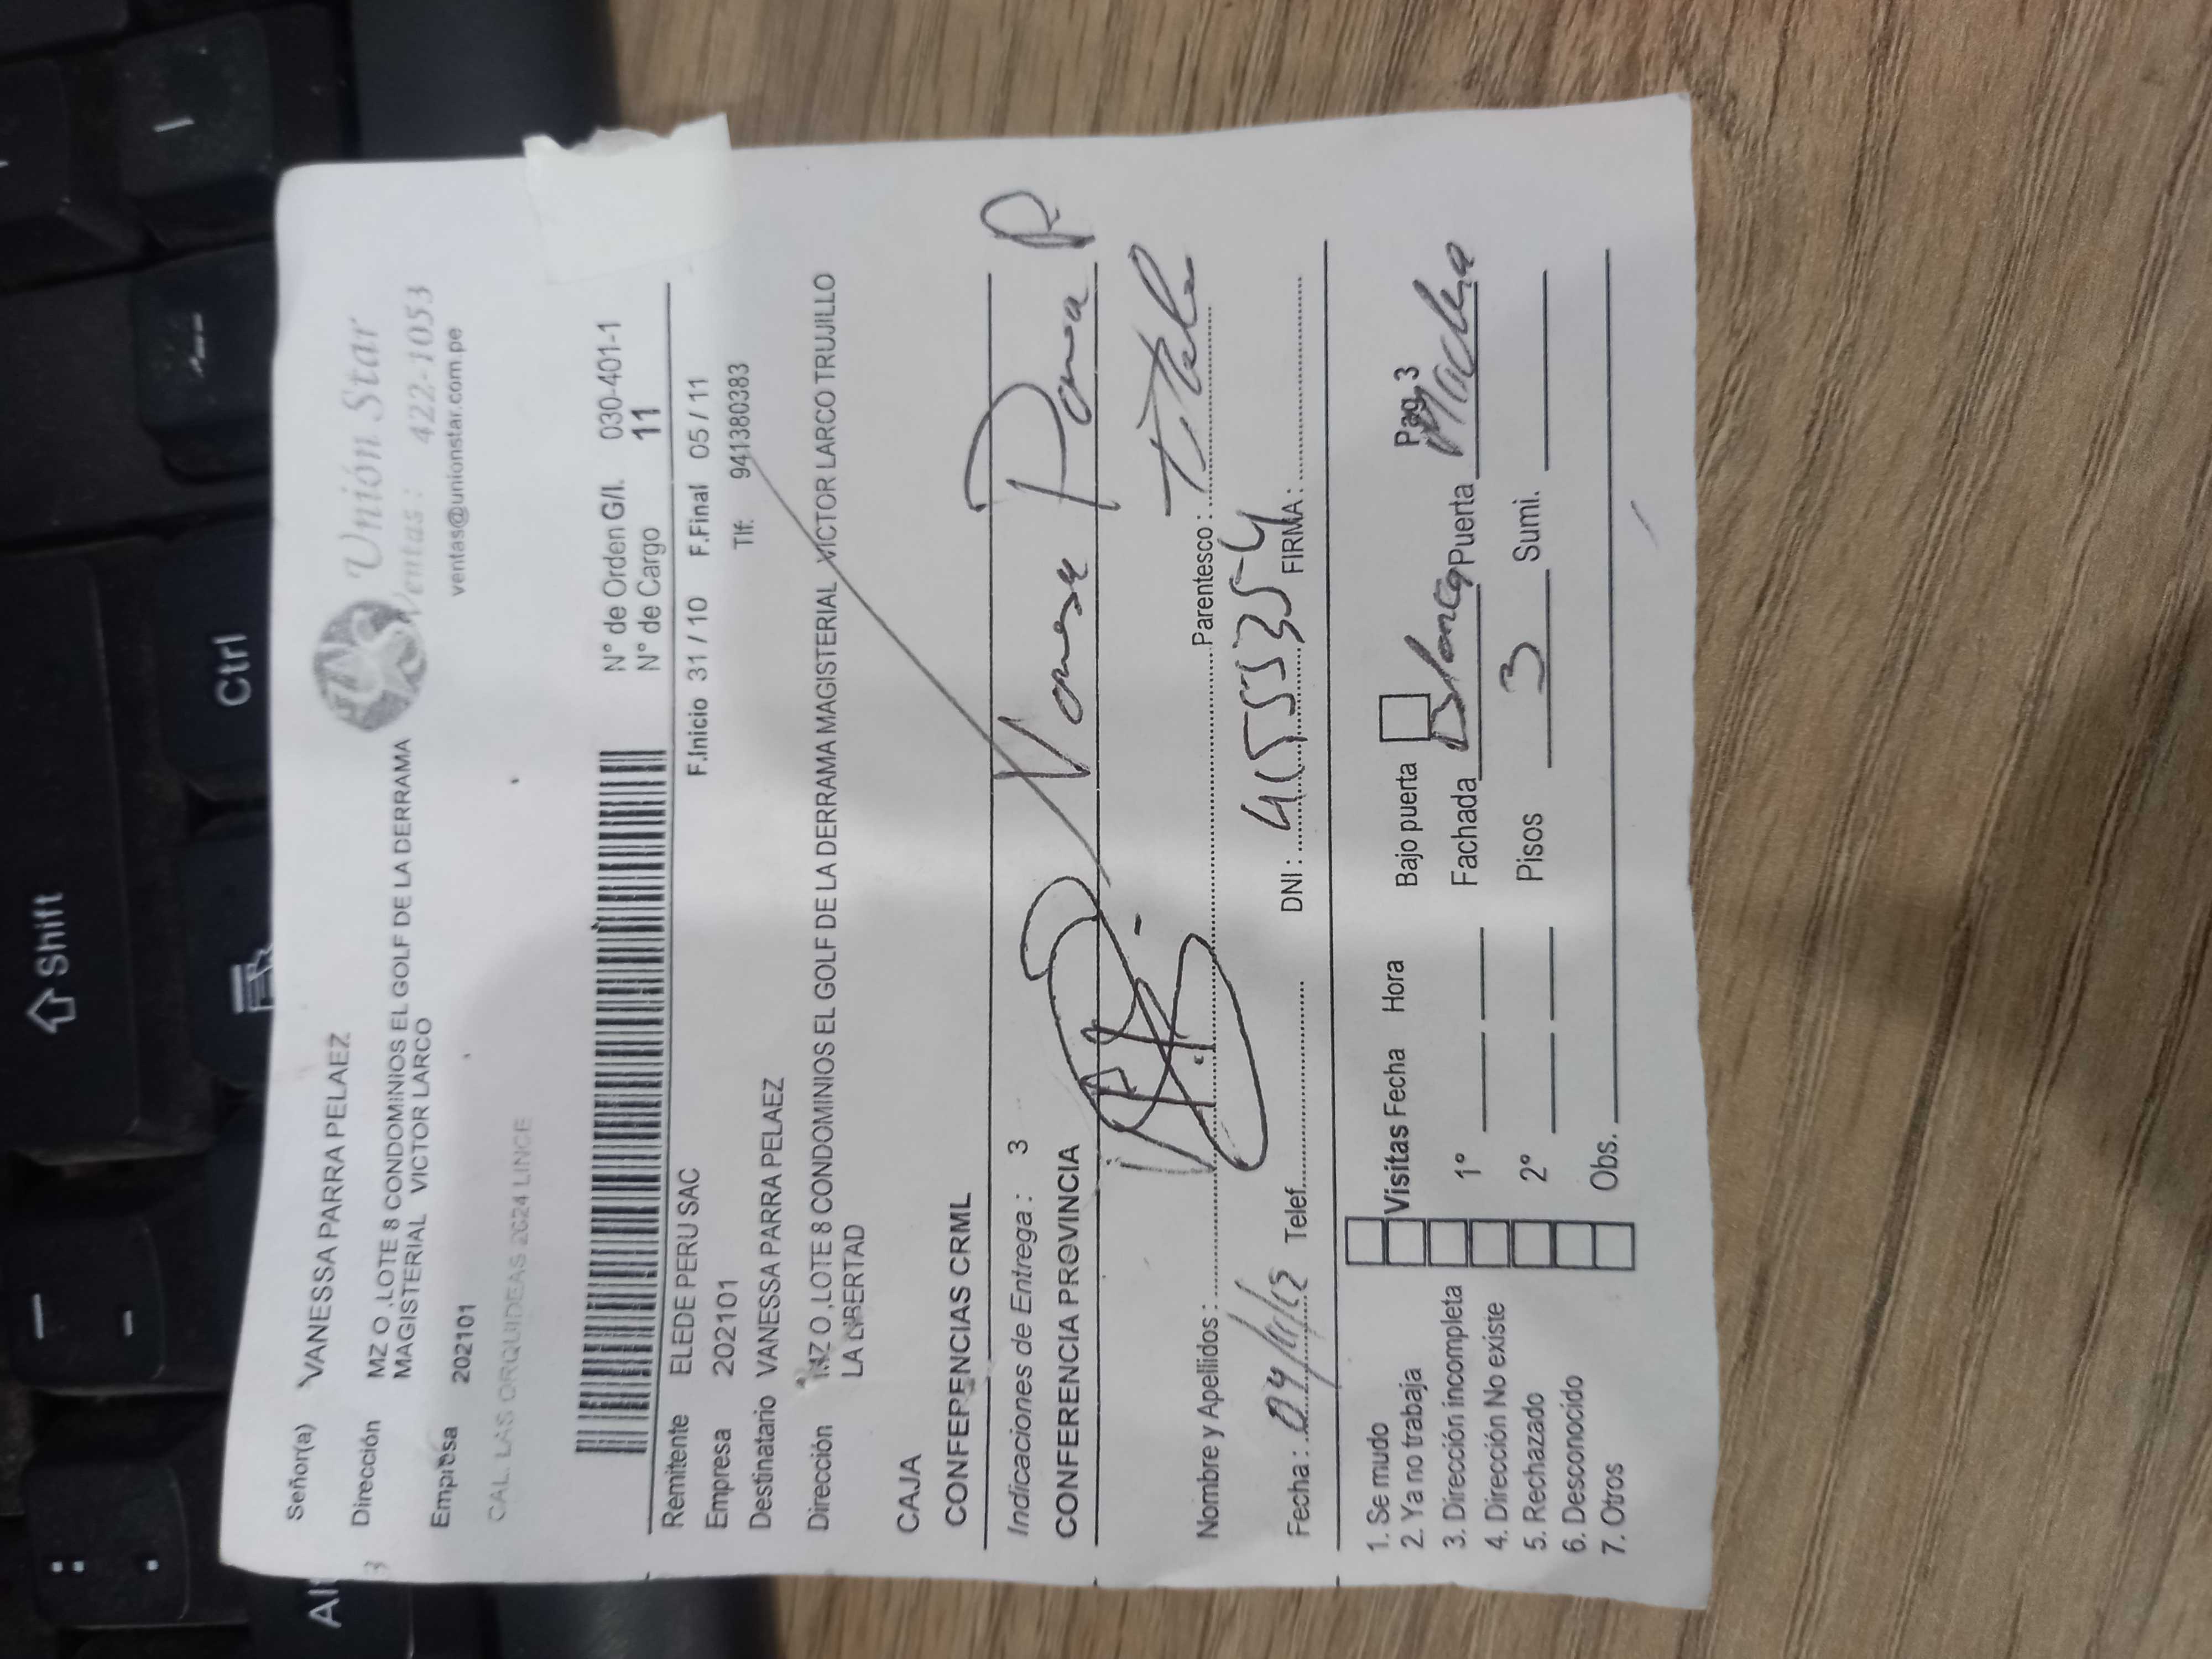 Señor(a) VANESSA PARRA PELAEZ
Unión Star
Dirección MZ O ,LOTE 8 CONDOMINIOS EL GOLF DE LA DERRAMA
MAGISTERIAL VICTOR LARCO
Ventas: 422-1053
ventas@unionstar.com.pe
3
Empresa 202101
CAL. LAS ORQUIDEAS 2624 LINCE
N° de Orden G/I. 030-401-1
N° de Cargo 11
Remitente ELEDE PERU SAC
F.Inicio 31 / 10 F.Final 05 / 11
Empresa 202101
Tlf. 941380383
Destinatario VANESSA PARRA PELAEZ
Dirección MZ O ,LOTE 8 CONDOMINIOS EL GOLF DE LA DERRAMA MAGISTERIAL VICTOR LARCO TRUJILLO
LA LIBERTAD
CAJA
CONFERENCIAS CRML
Indicaciones de Entrega : 3
CONFERENCIA PROVINCIA
Parra P.
Nombre y Apellidos : Parentesco :
Fecha : Telef. DNI : FIRMA :
1. Se mudo
2. Ya no trabaja
3. Dirección incompleta
4. Dirección No existe
5. Rechazado
6. Desconocido
7. Otros
Visitas Fecha Hora Bajo puerta Pag. 3
1° Fachada Blanca Puerta
2° Pisos 3 Sumi.
Obs.
Shift
Ctrl